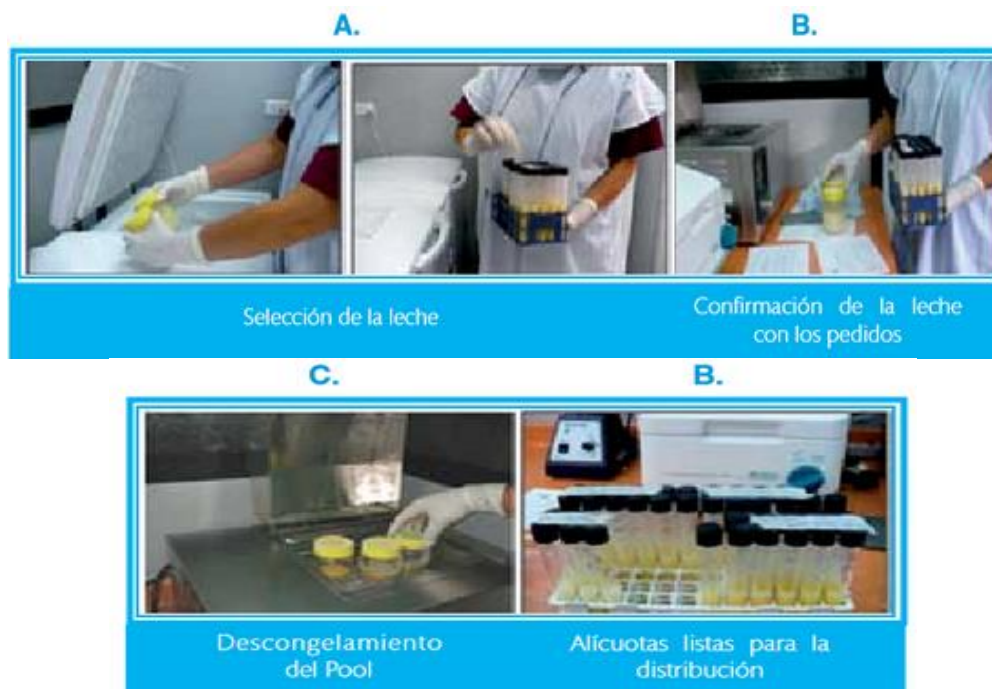 A.
B.
Selección de la leche
Confirmación de la leche
con los pedidos
C.
B.
Descongelamiento
del Pool
Alícuotas listas para la
distribución